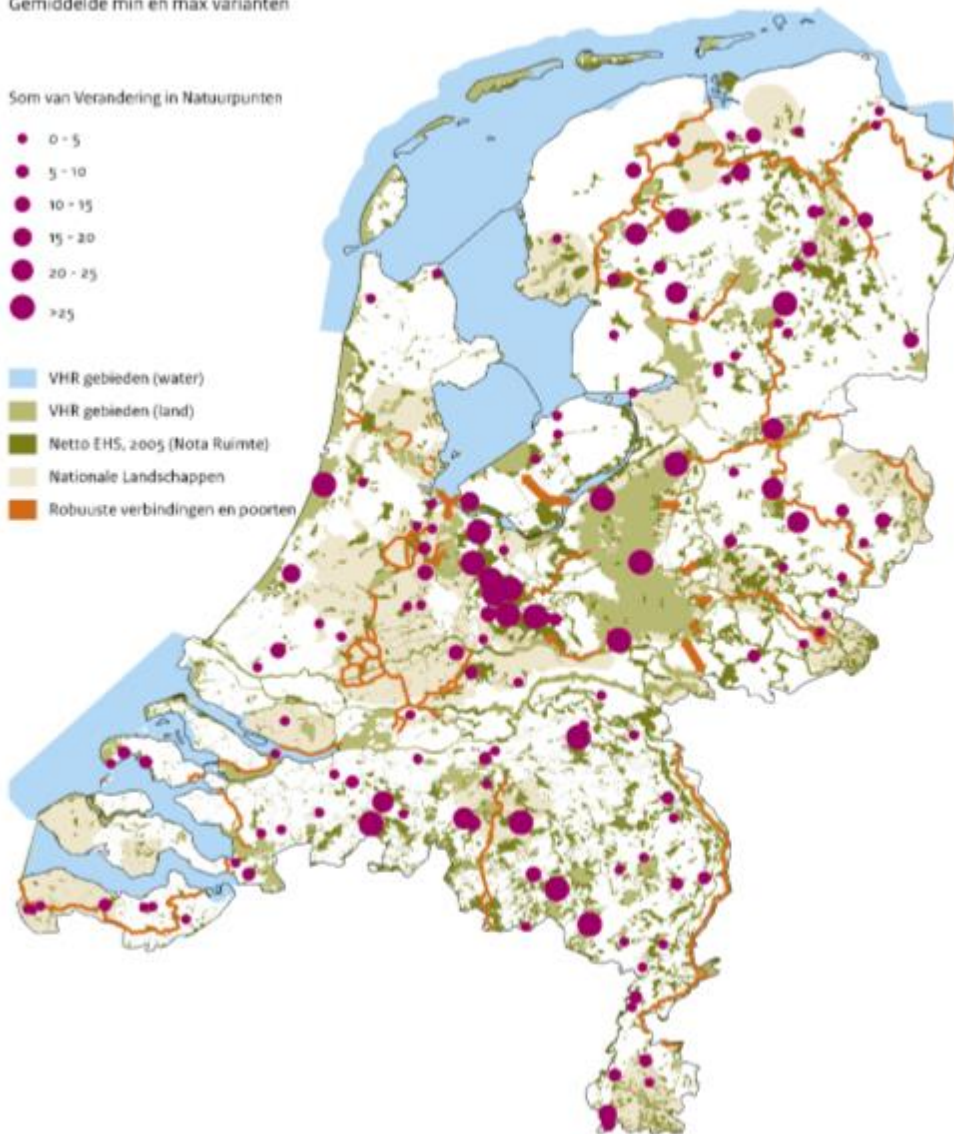 Gemiddelde min en max varianten
Som van Verandering in Natuurpunten
0 - 5
5 - 10
10 - 15
15 - 20
20 - 25
>25
VHR gebieden (water)
VHR gebieden (land)
Netto EHS, 2005 (Nota Ruimte)
Nationale Landschappen
Robuuste verbindingen en poorten